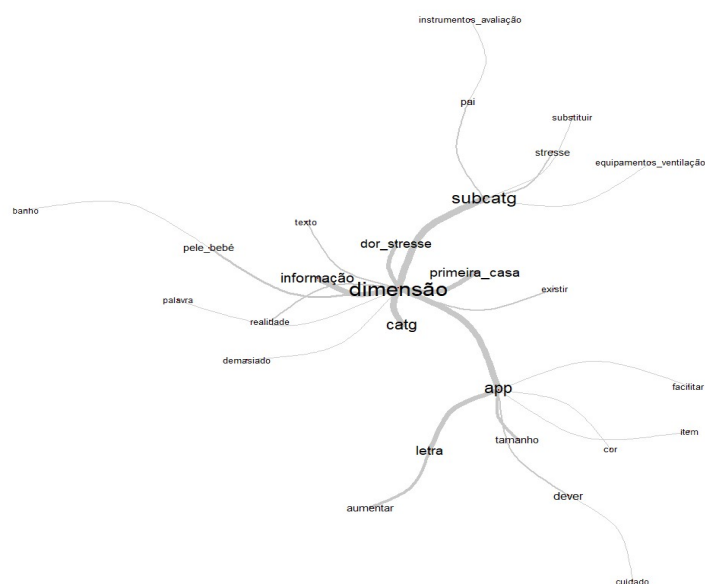 instrumentos_avaliação
pai
substituir
stresse
equipamentos_ventilação
subcatg
banho
texto
dor_stresse
pele_bebê
primeira_casa
informação
dimensão
existir
palavra
realidade
catg
demasiado
app
facilitar
item
tamanho
cor
letra
dever
aumentar
cuidado